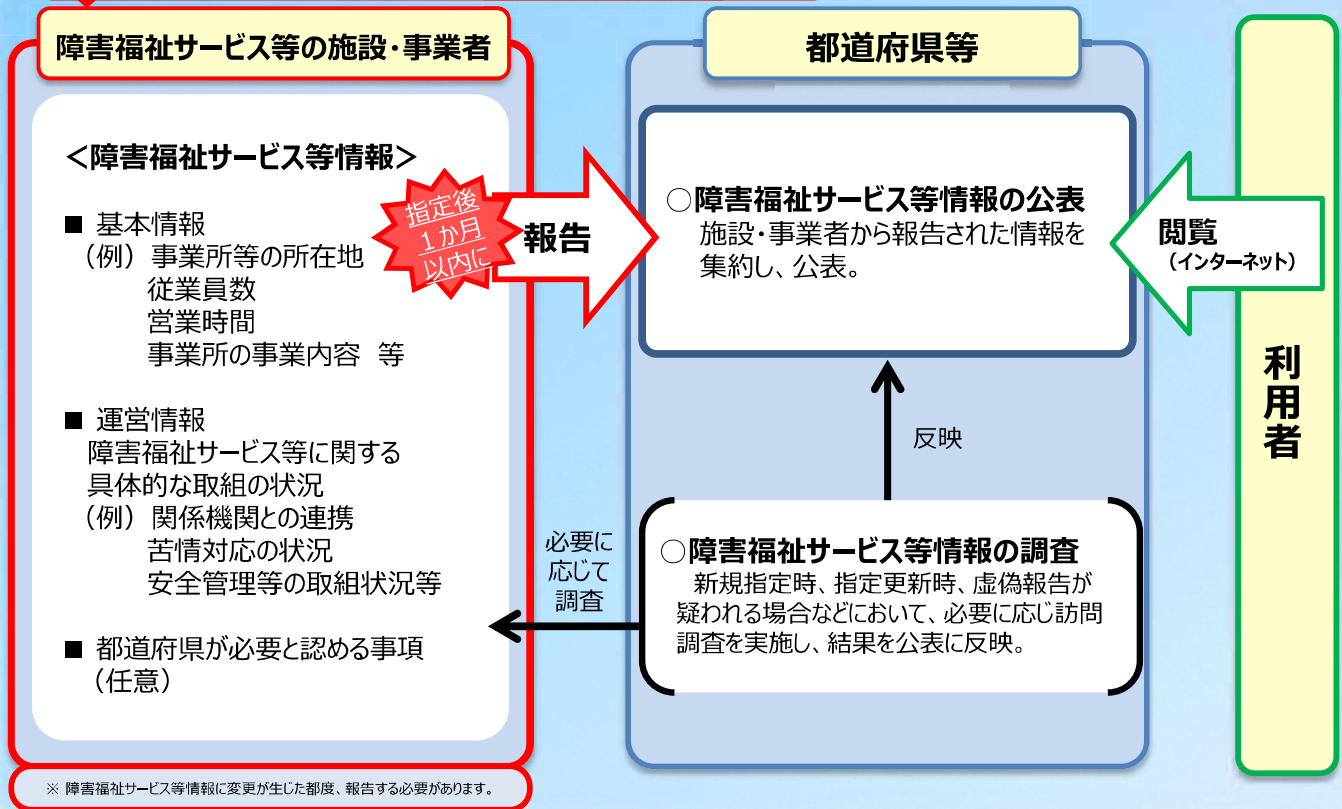 障害福祉サービス等の施設・事業者
＜障害福祉サービス等情報＞
■ 基本情報
（例）事業所等の所在地
従業員数
営業時間
事業所の事業内容 等
■ 運営情報
障害福祉サービス等に関する
具体的な取組の状況
（例）関係機関との連携
苦情対応の状況
安全管理等の取組状況等
■ 都道府県が必要と認める事項
（任意）
※ 障害福祉サービス等情報に変更が生じた都度、報告する必要があります。
指定後
１か月
以内に
報告
必要に
応じて
調査
都道府県等
○障害福祉サービス等情報の公表
施設・事業者から報告された情報を
集約し、公表。
反映
○障害福祉サービス等情報の調査
新規指定時、指定更新時、虚偽報告が
疑われる場合などにおいて、必要に応じ訪問
調査を実施し、結果を公表に反映。
閲覧
（インターネット）
利用者